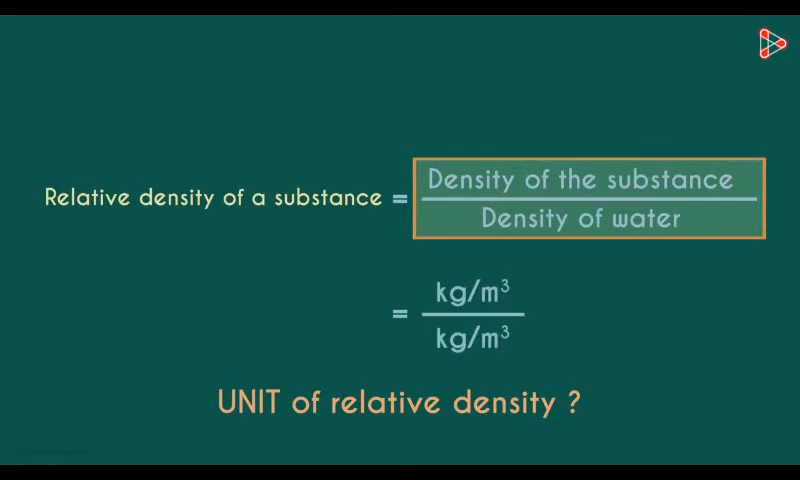 Relative density of a substance = Density of the substance
Density of water
= kg/m³
kg/m³
UNIT of relative density ?